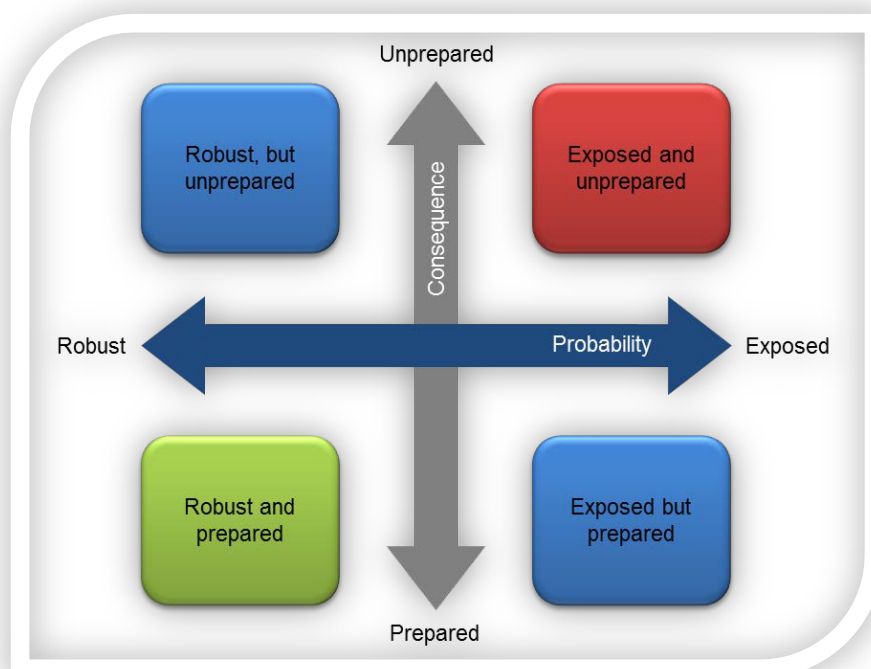 Unprepared
Robust, but
unprepared
Exposed and
unprepared
Consequence
Robust
Probability
Exposed
Robust and
prepared
Exposed but
prepared
Prepared